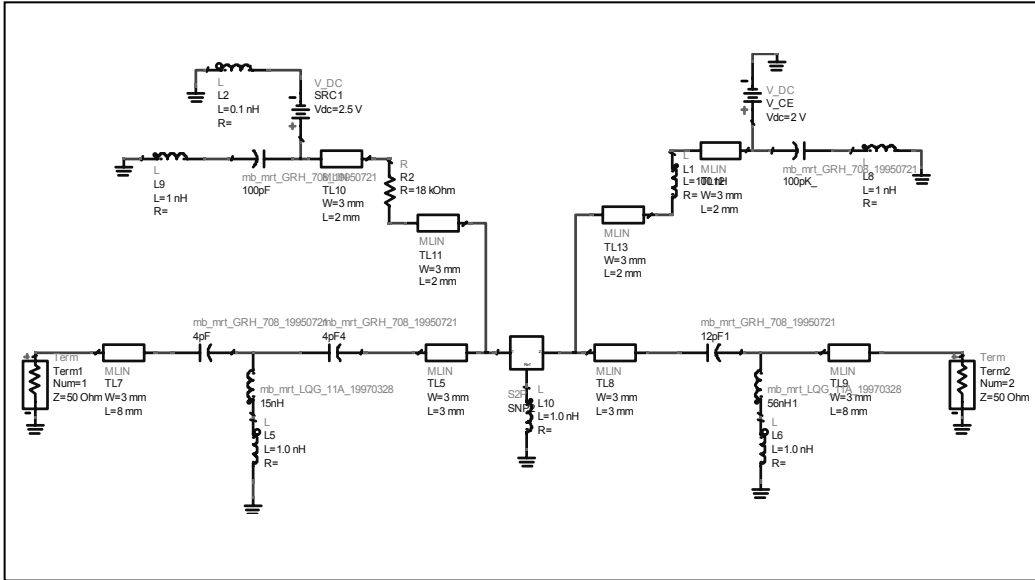 L
L2
L=0.1 nH
R=
V_DC
SRC1
Vdc=2.5 V
L
L9
L=1 nH
R=
mb_mrt_GRH_708_19950721
100pF
MLIN
TL10
W=3 mm
L=2 mm
R
R2
R=18 kOhm
MLIN
TL11
W=3 mm
L=2 mm
V_DC
V_CE
Vdc=2 V
L
L1
L=100 nH
R=
MLIN
TL12
W=3 mm
L=2 mm
mb_mrt_GRH_708_19950721
100pK_
L
L8
L=1 nH
R=
MLIN
TL13
W=3 mm
L=2 mm
Term
Term1
Num=1
Z=50 Ohm
MLIN
TL7
W=3 mm
L=8 mm
mb_mrt_GRH_708_19950721
4pF
mb_mrt_LQG_11A_19970328
15nH
L
L5
L=1.0 nH
R=
mb_mrt_GRH_708_19950721
4pF4
MLIN
TL5
W=3 mm
L=3 mm
S2P
L
L10
L=1.0 nH
R=
MLIN
TL8
W=3 mm
L=3 mm
mb_mrt_GRH_708_19950721
12pF1
mb_mrt_LQG_11A_19970328
56nH1
L
L6
L=1.0 nH
R=
MLIN
TL9
W=3 mm
L=8 mm
Term
Term2
Num=2
Z=50 Ohm